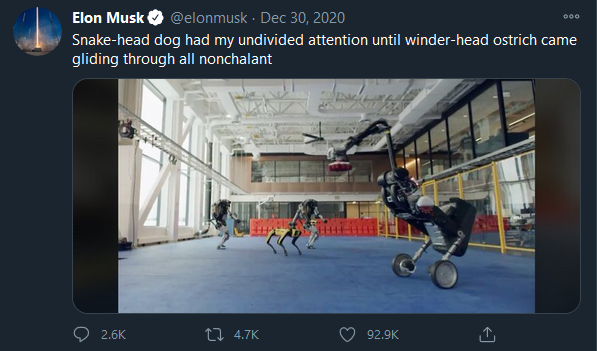 Elon Musk @elonmusk · Dec 30, 2020
Snake-head dog had my undivided attention until winder-head ostrich came
gliding through all nonchalant
2.6K 4.7K 92.9K